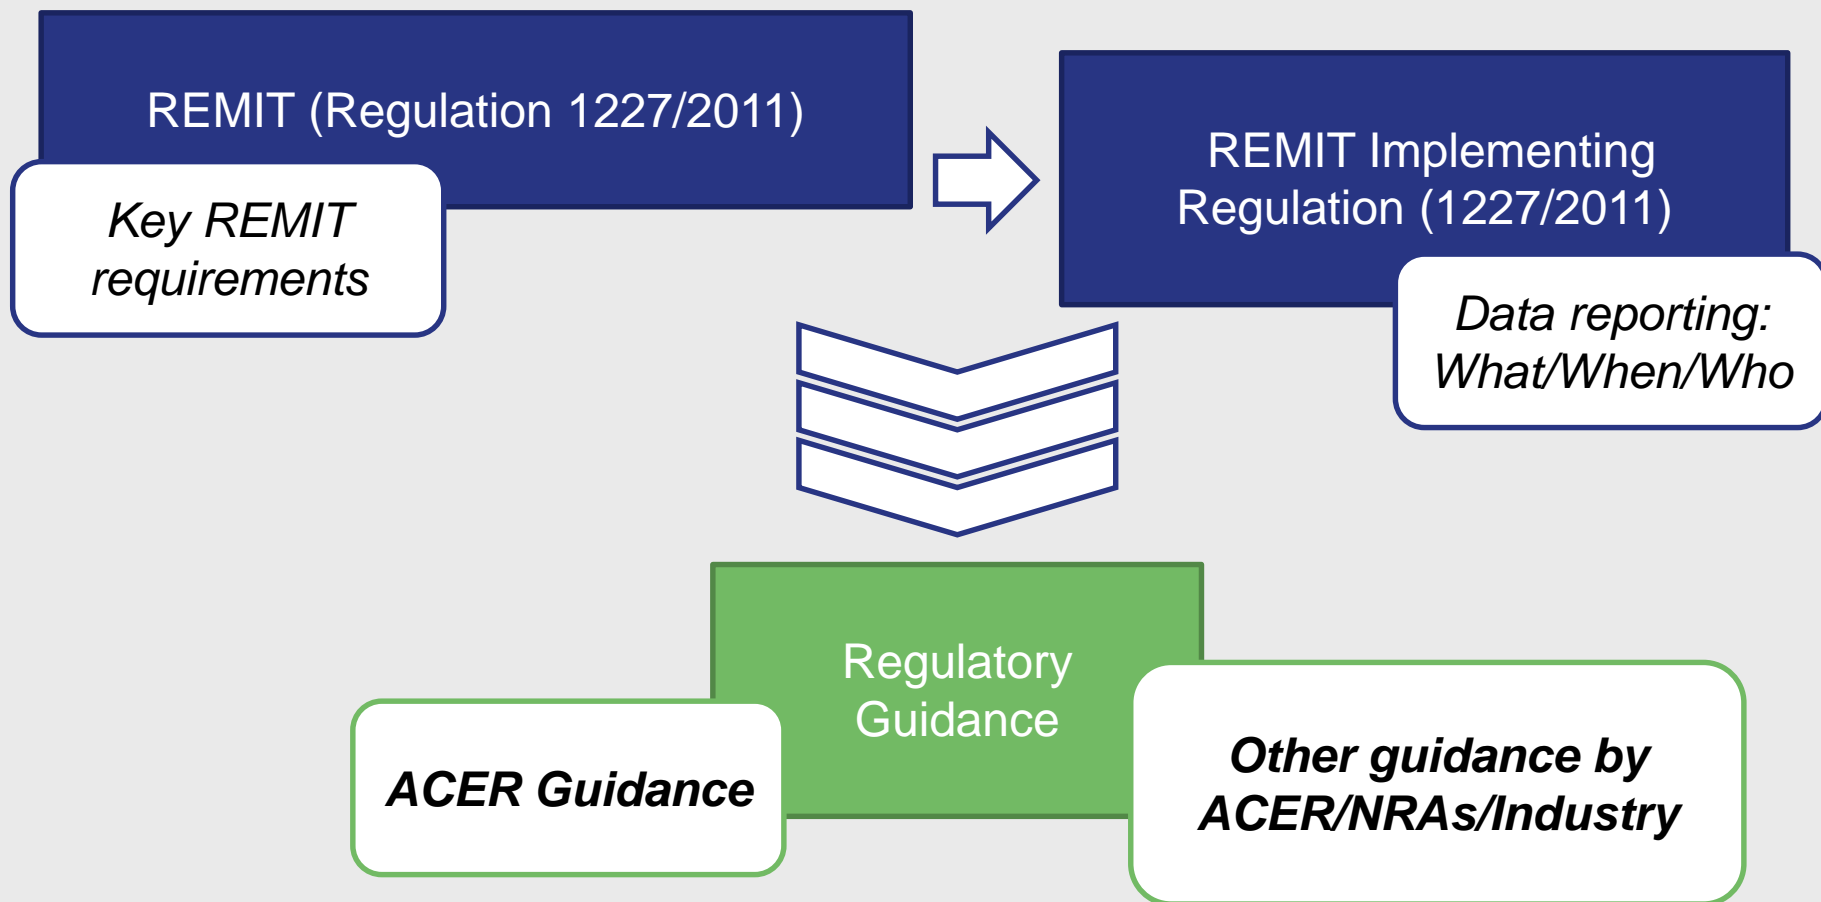 REMIT (Regulation 1227/2011)
Key REMIT
requirements
REMIT Implementing
Regulation (1227/2011)
Data reporting:
What/When/Who
Regulatory
Guidance
ACER Guidance
Other guidance by
ACER/NRAs/Industry